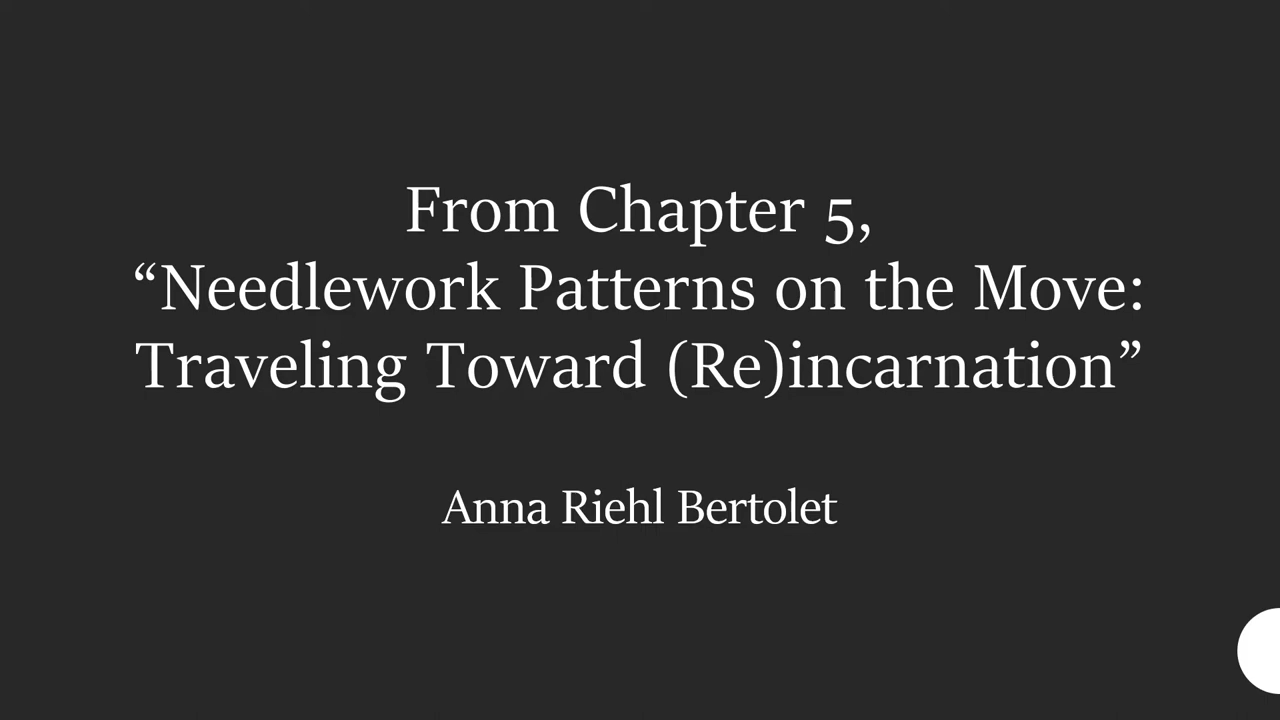 From Chapter 5,
“Needlework Patterns on the Move:
Traveling Toward (Re)incarnation”
Anna Riehl Bertolet